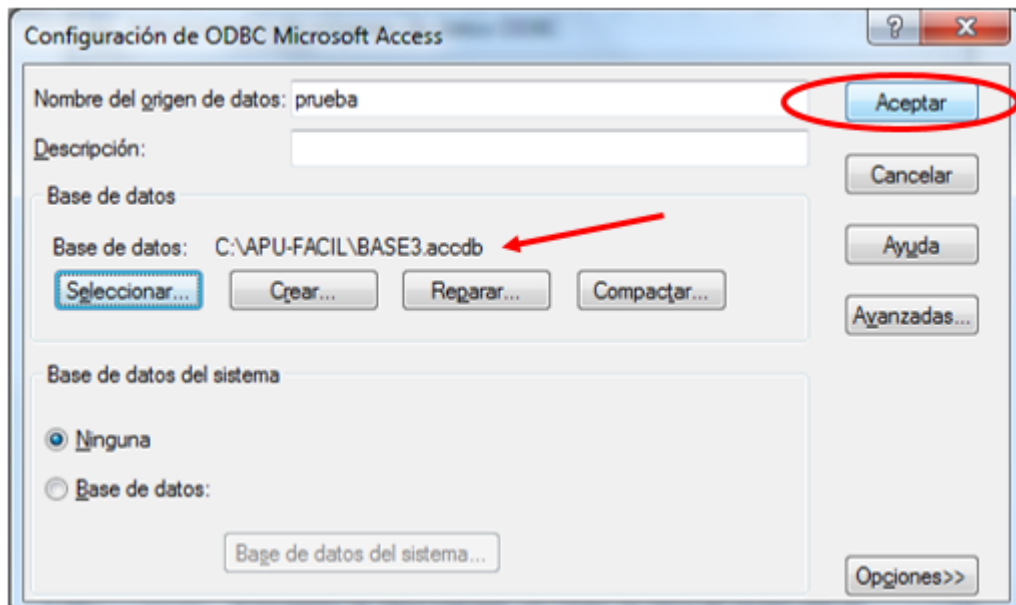 Configuración de ODBC Microsoft Access
Nombre del origen de datos: prueba
Aceptar
Descripción:
Cancelar
Base de datos
Base de datos: C:\APU-FACIL\BASE3.accdb
Ayuda
Seleccionar... Crear... Reparar... Compactar...
Avanzadas...
Base de datos del sistema
Ninguna
Base de datos:
Base de datos del sistema...
Opciones>>